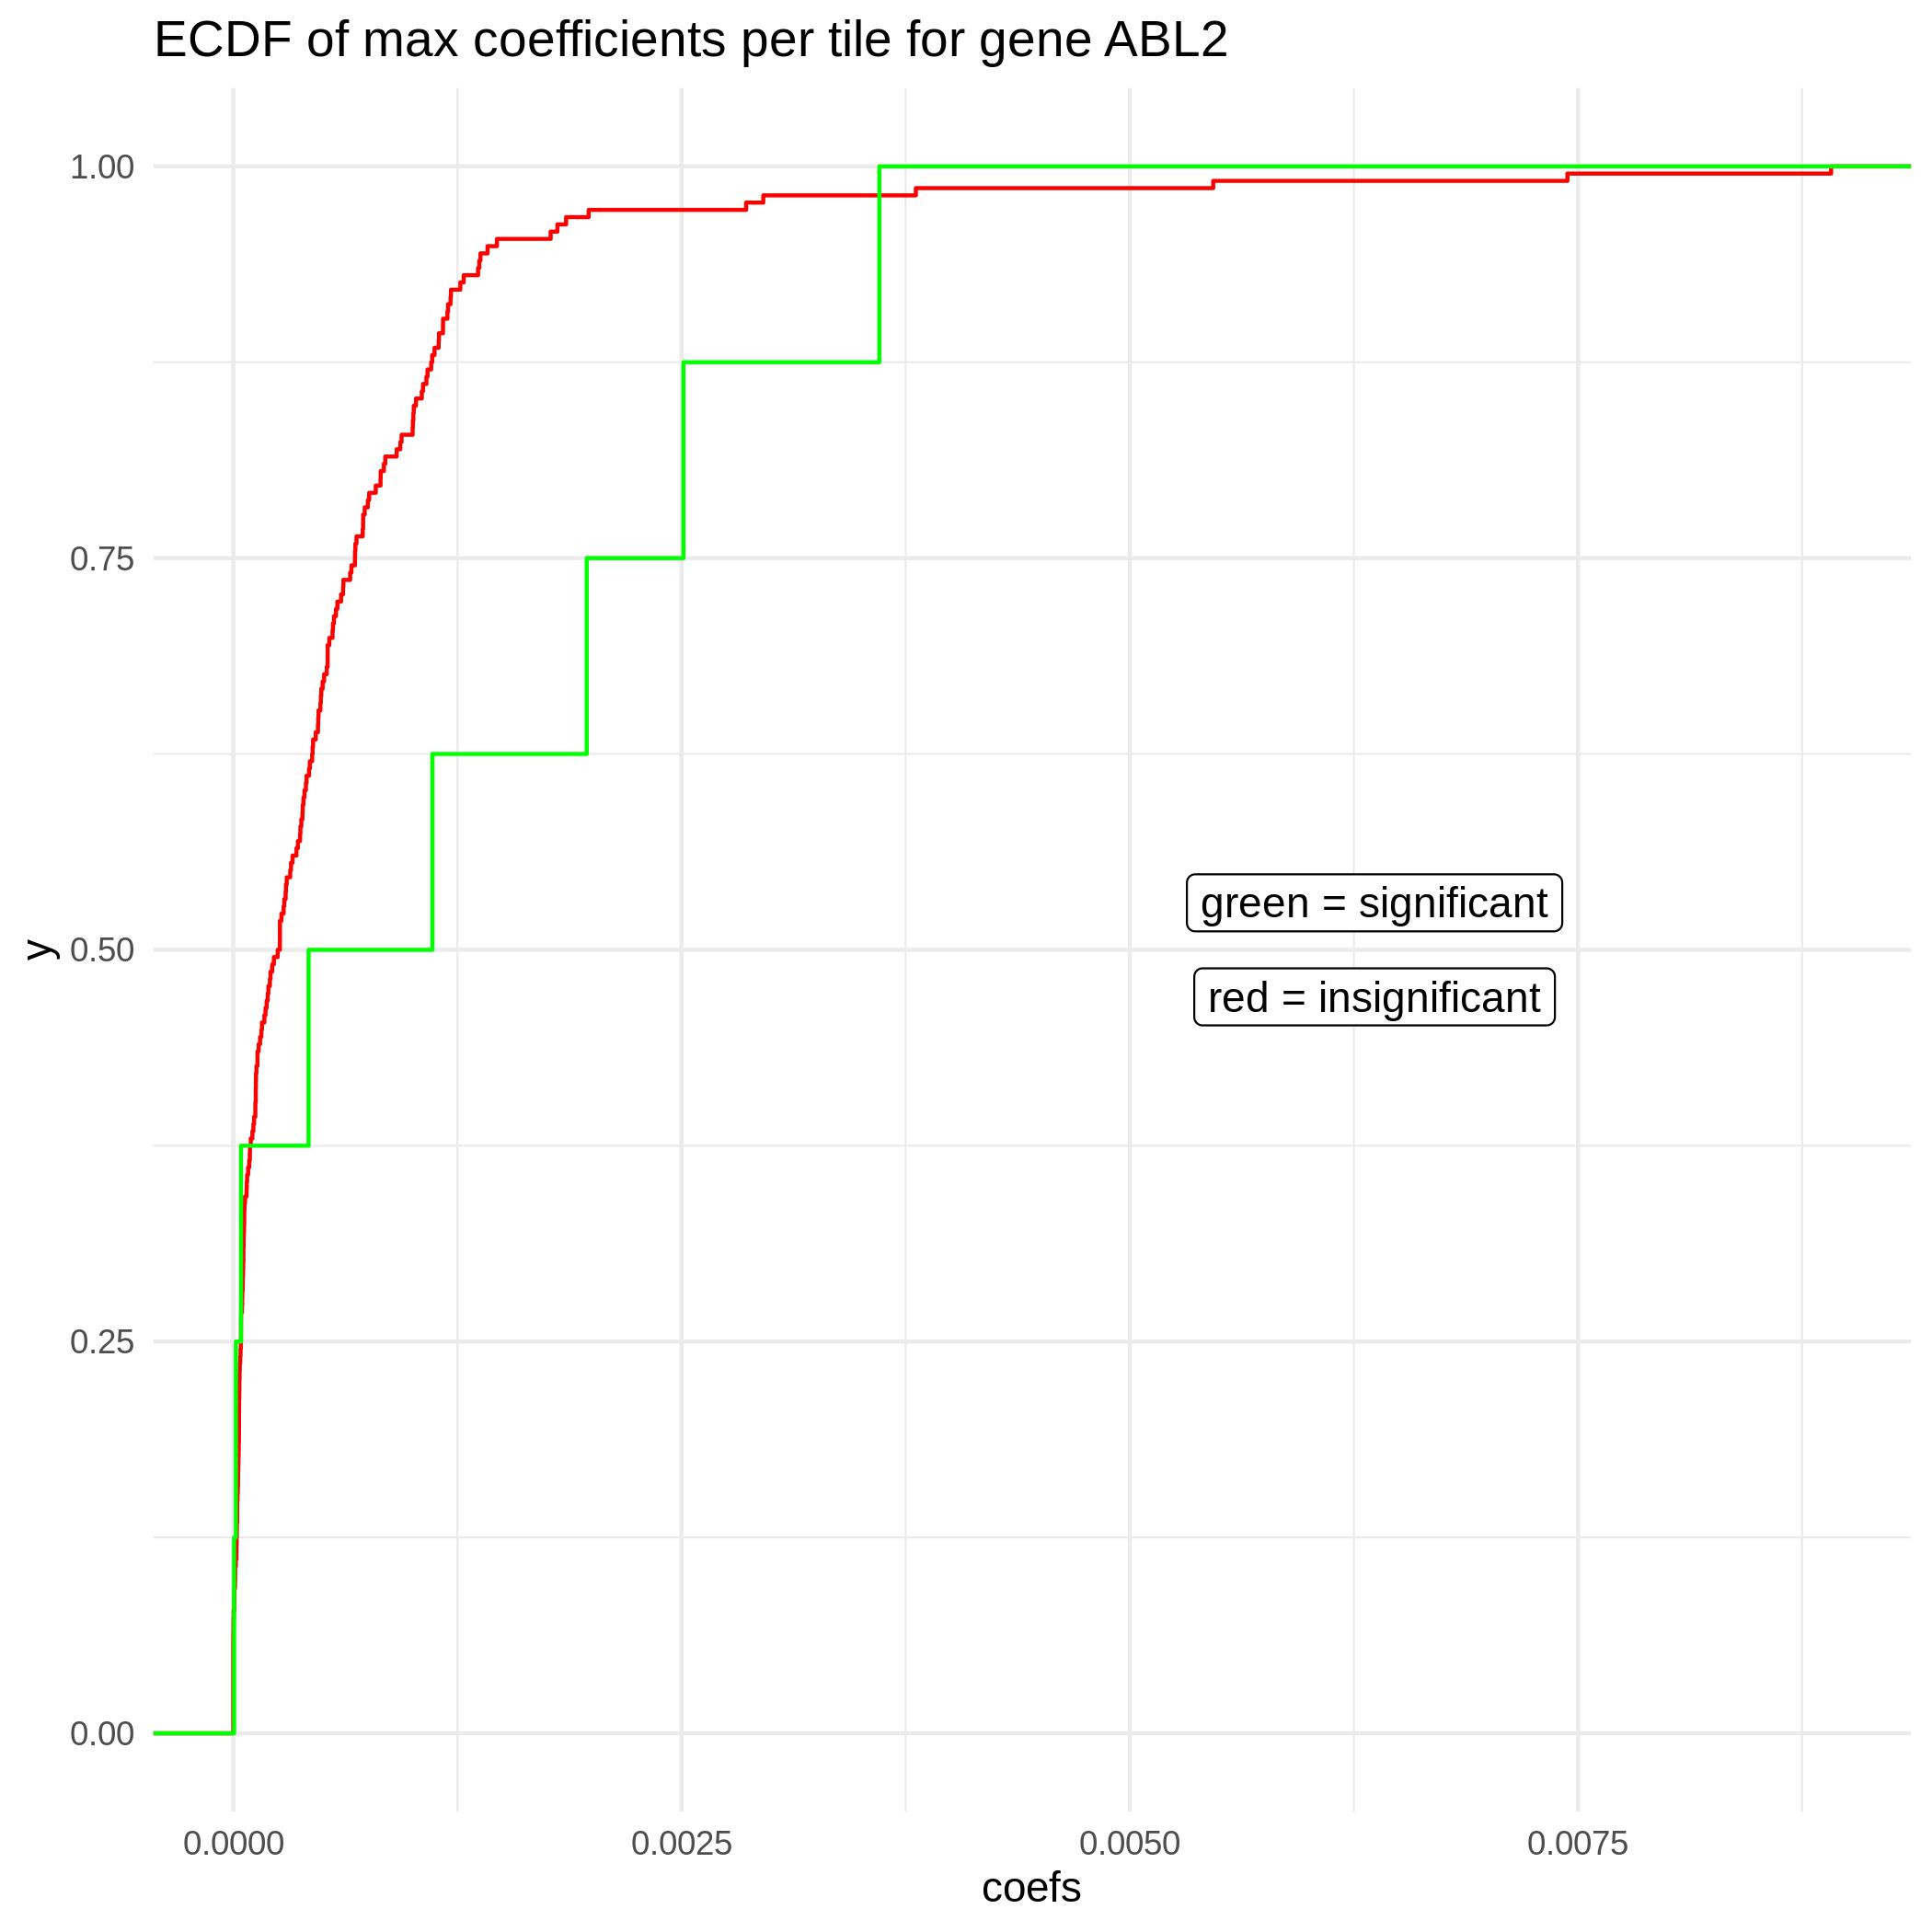 ECDF of max coefficients per tile for gene ABL2
1.00
0.75
0.50
0.25
0.00
y
green = significant
red = insignificant
0.0000
0.0025
0.0050
0.0075
coefs